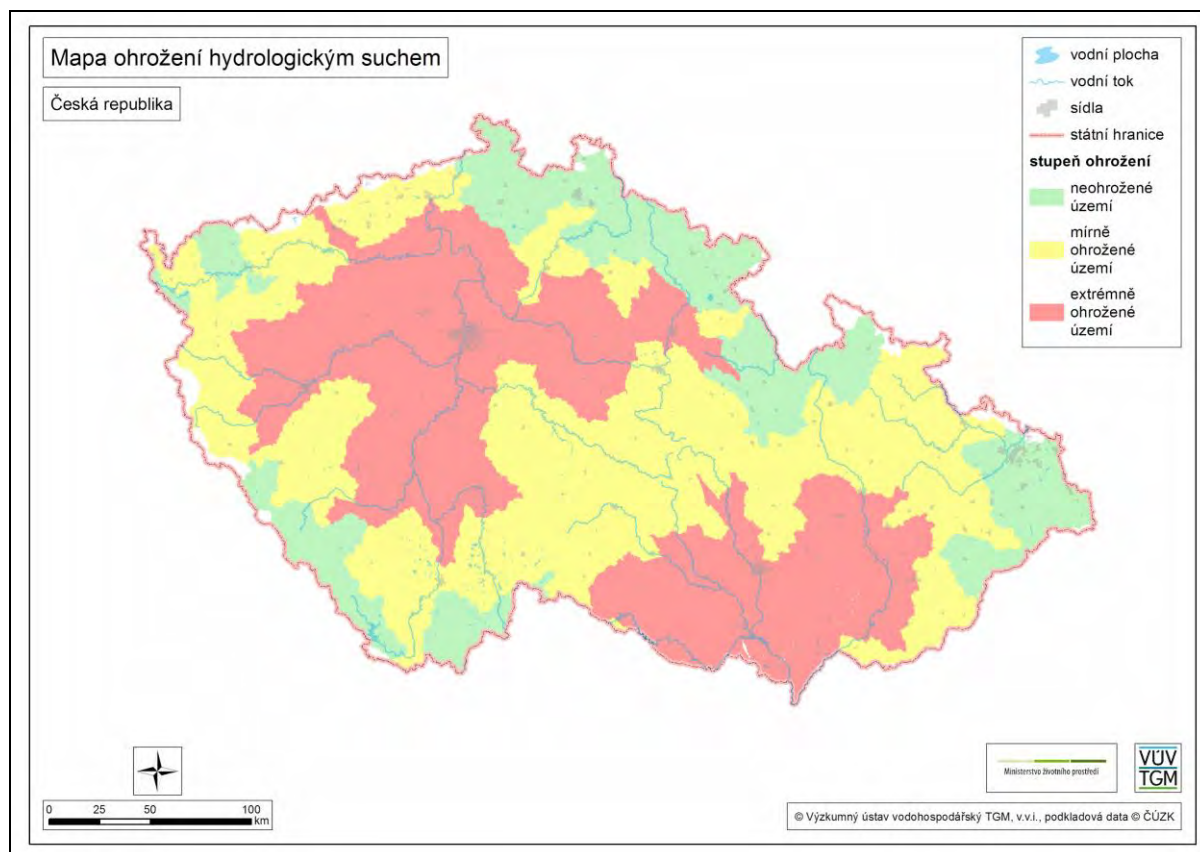 Mapa ohrožení hydrologickým suchem
Česká republika
vodní plocha
vodní tok
sídla
státní hranice
stupeň ohrožení
neohrožené
území
mírně
ohrožené
území
extrémně
ohrožené
území
0 25 50 100
km
Ministerstvo životního prostředí
VÚV
TGM
© Výzkumný ústav vodohospodářský TGM, v.v.i., podkladová data © ČÚZK